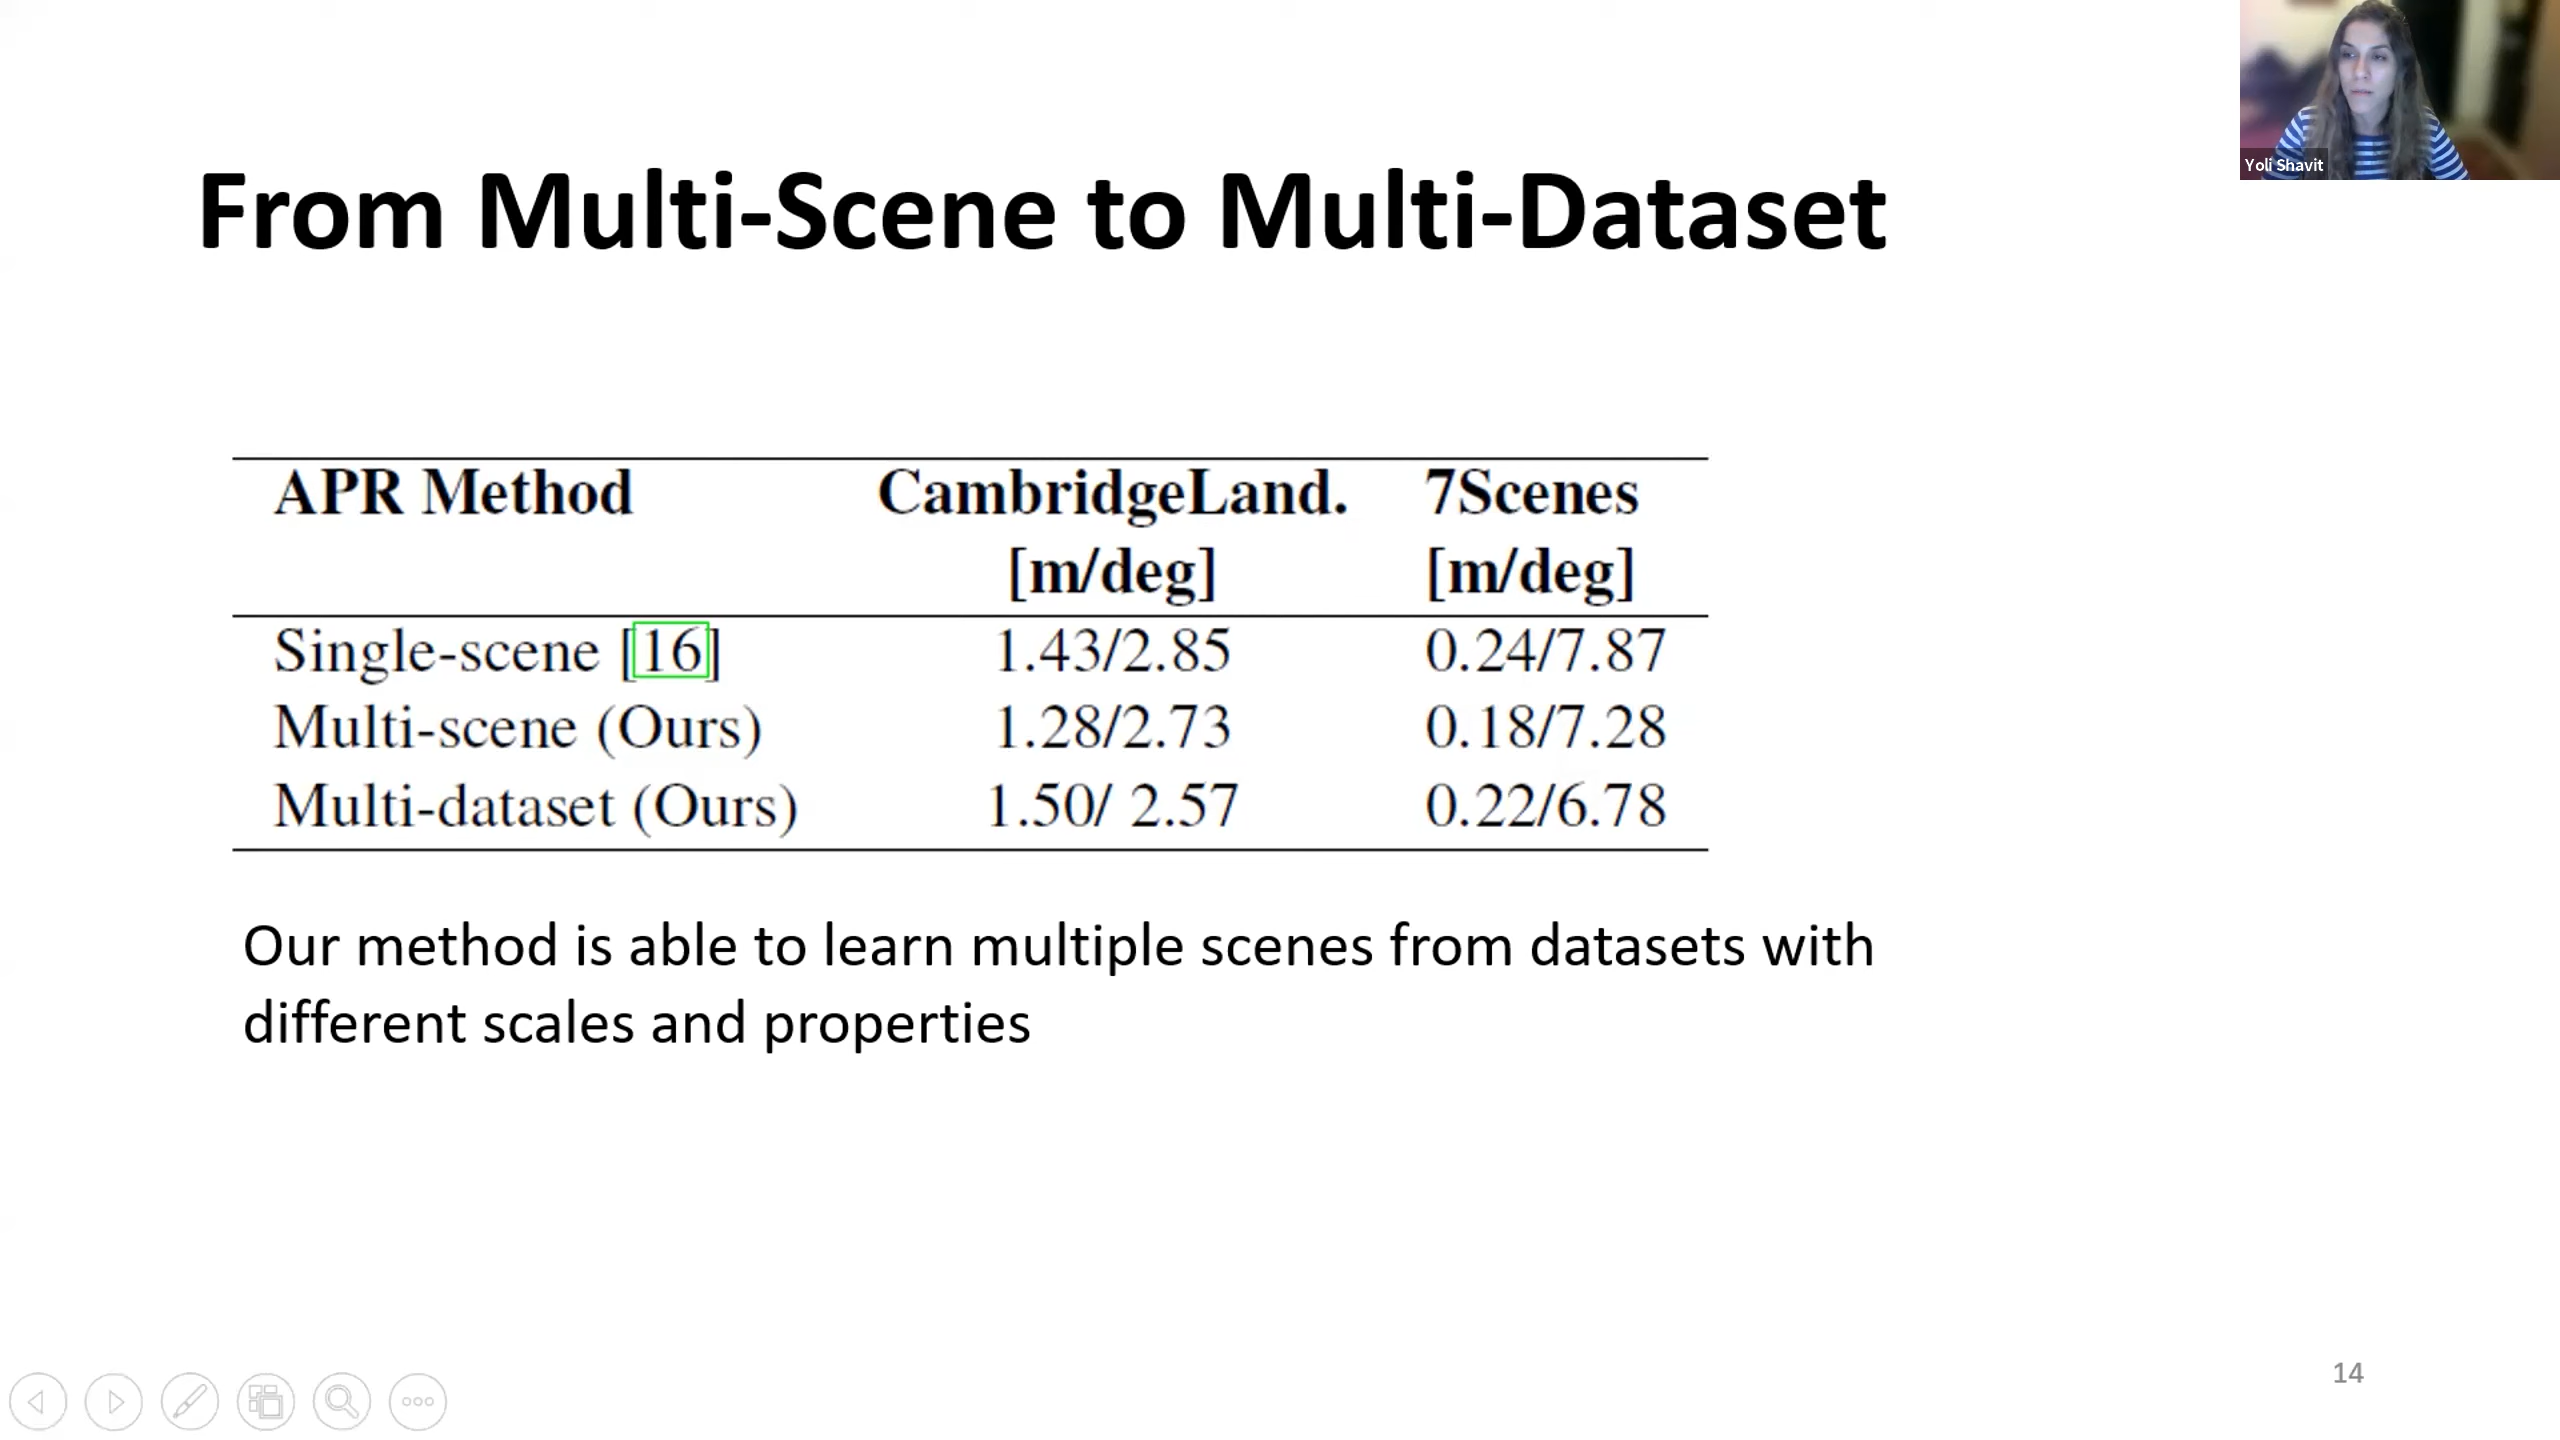 Yoli Shavit
From Multi-Scene to Multi-Dataset
APR Method CambridgeLand. 7Scenes
[m/deg] [m/deg]
Single-scene [16] 1.43/2.85 0.24/7.87
Multi-scene (Ours) 1.28/2.73 0.18/7.28
Multi-dataset (Ours) 1.50/ 2.57 0.22/6.78
Our method is able to learn multiple scenes from datasets with
different scales and properties
14